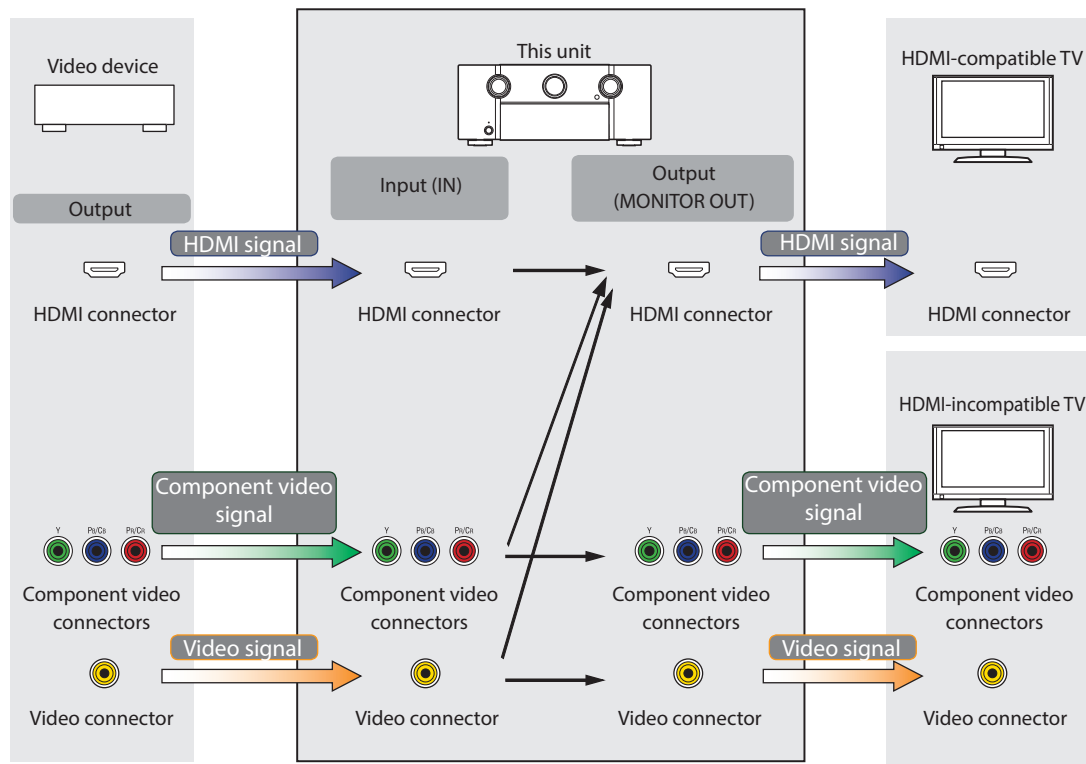 Video device
This unit
HDMI-compatible TV
Output
Input (IN)
Output
(MONITOR OUT)
HDMI signal
HDMI signal
HDMI connector
HDMI connector
HDMI connector
HDMI connector
HDMI-incompatible TV
Component video
signal
Component video
signal
Y PB/CB PR/CR
Y PB/CB PR/CR
Y PB/CB PR/CR
Y PB/CB PR/CR
Component video
connectors
Component video
connectors
Component video
connectors
Component video
connectors
Video signal
Video signal
Video connector
Video connector
Video connector
Video connector